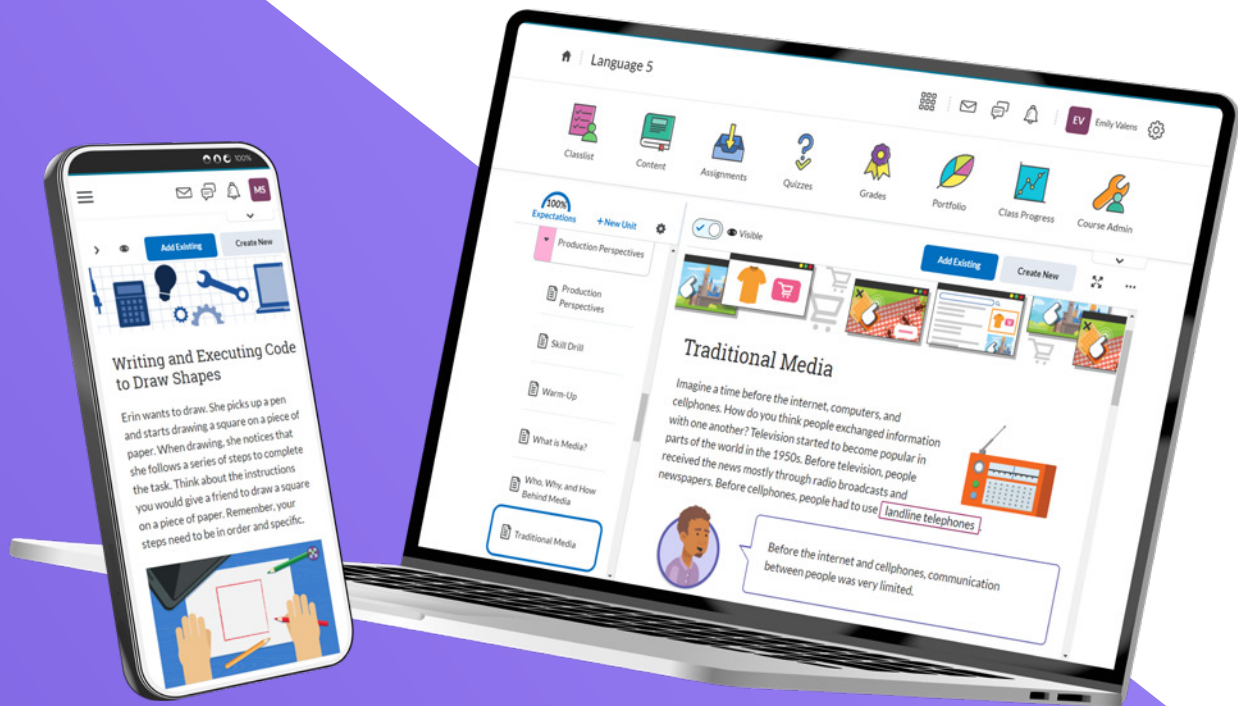 100%
MS
Add Existing
Create New
Writing and Executing Code
to Draw Shapes
Erin wants to draw. She picks up a pen
and starts drawing a square on a piece of
paper. When drawing, she notices that
she follows a series of steps to complete
the task. Think about the instructions
you would give a friend to draw a square
on a piece of paper. Remember, your
steps need to be in order and specific.
Language 5
EV
Emily Valens
Classlist
Content
Assignments
Quizzes
Grades
Portfolio
Class Progress
Course Admin
100%
Expectations
+ New Unit
Production Perspectives
Production
Perspectives
Skill Drill
Warm-Up
What is Media?
Who, Why, and How
Behind Media
Traditional Media
Visible
Add Existing
Create New
Traditional Media
Imagine a time before the internet, computers, and
cellphones. How do you think people exchanged information
with one another? Television started to become popular in
parts of the world in the 1950s. Before television, people
received the news mostly through radio broadcasts and
newspapers. Before cellphones, people had to use landline telephones
Before the internet and cellphones, communication
between people was very limited.